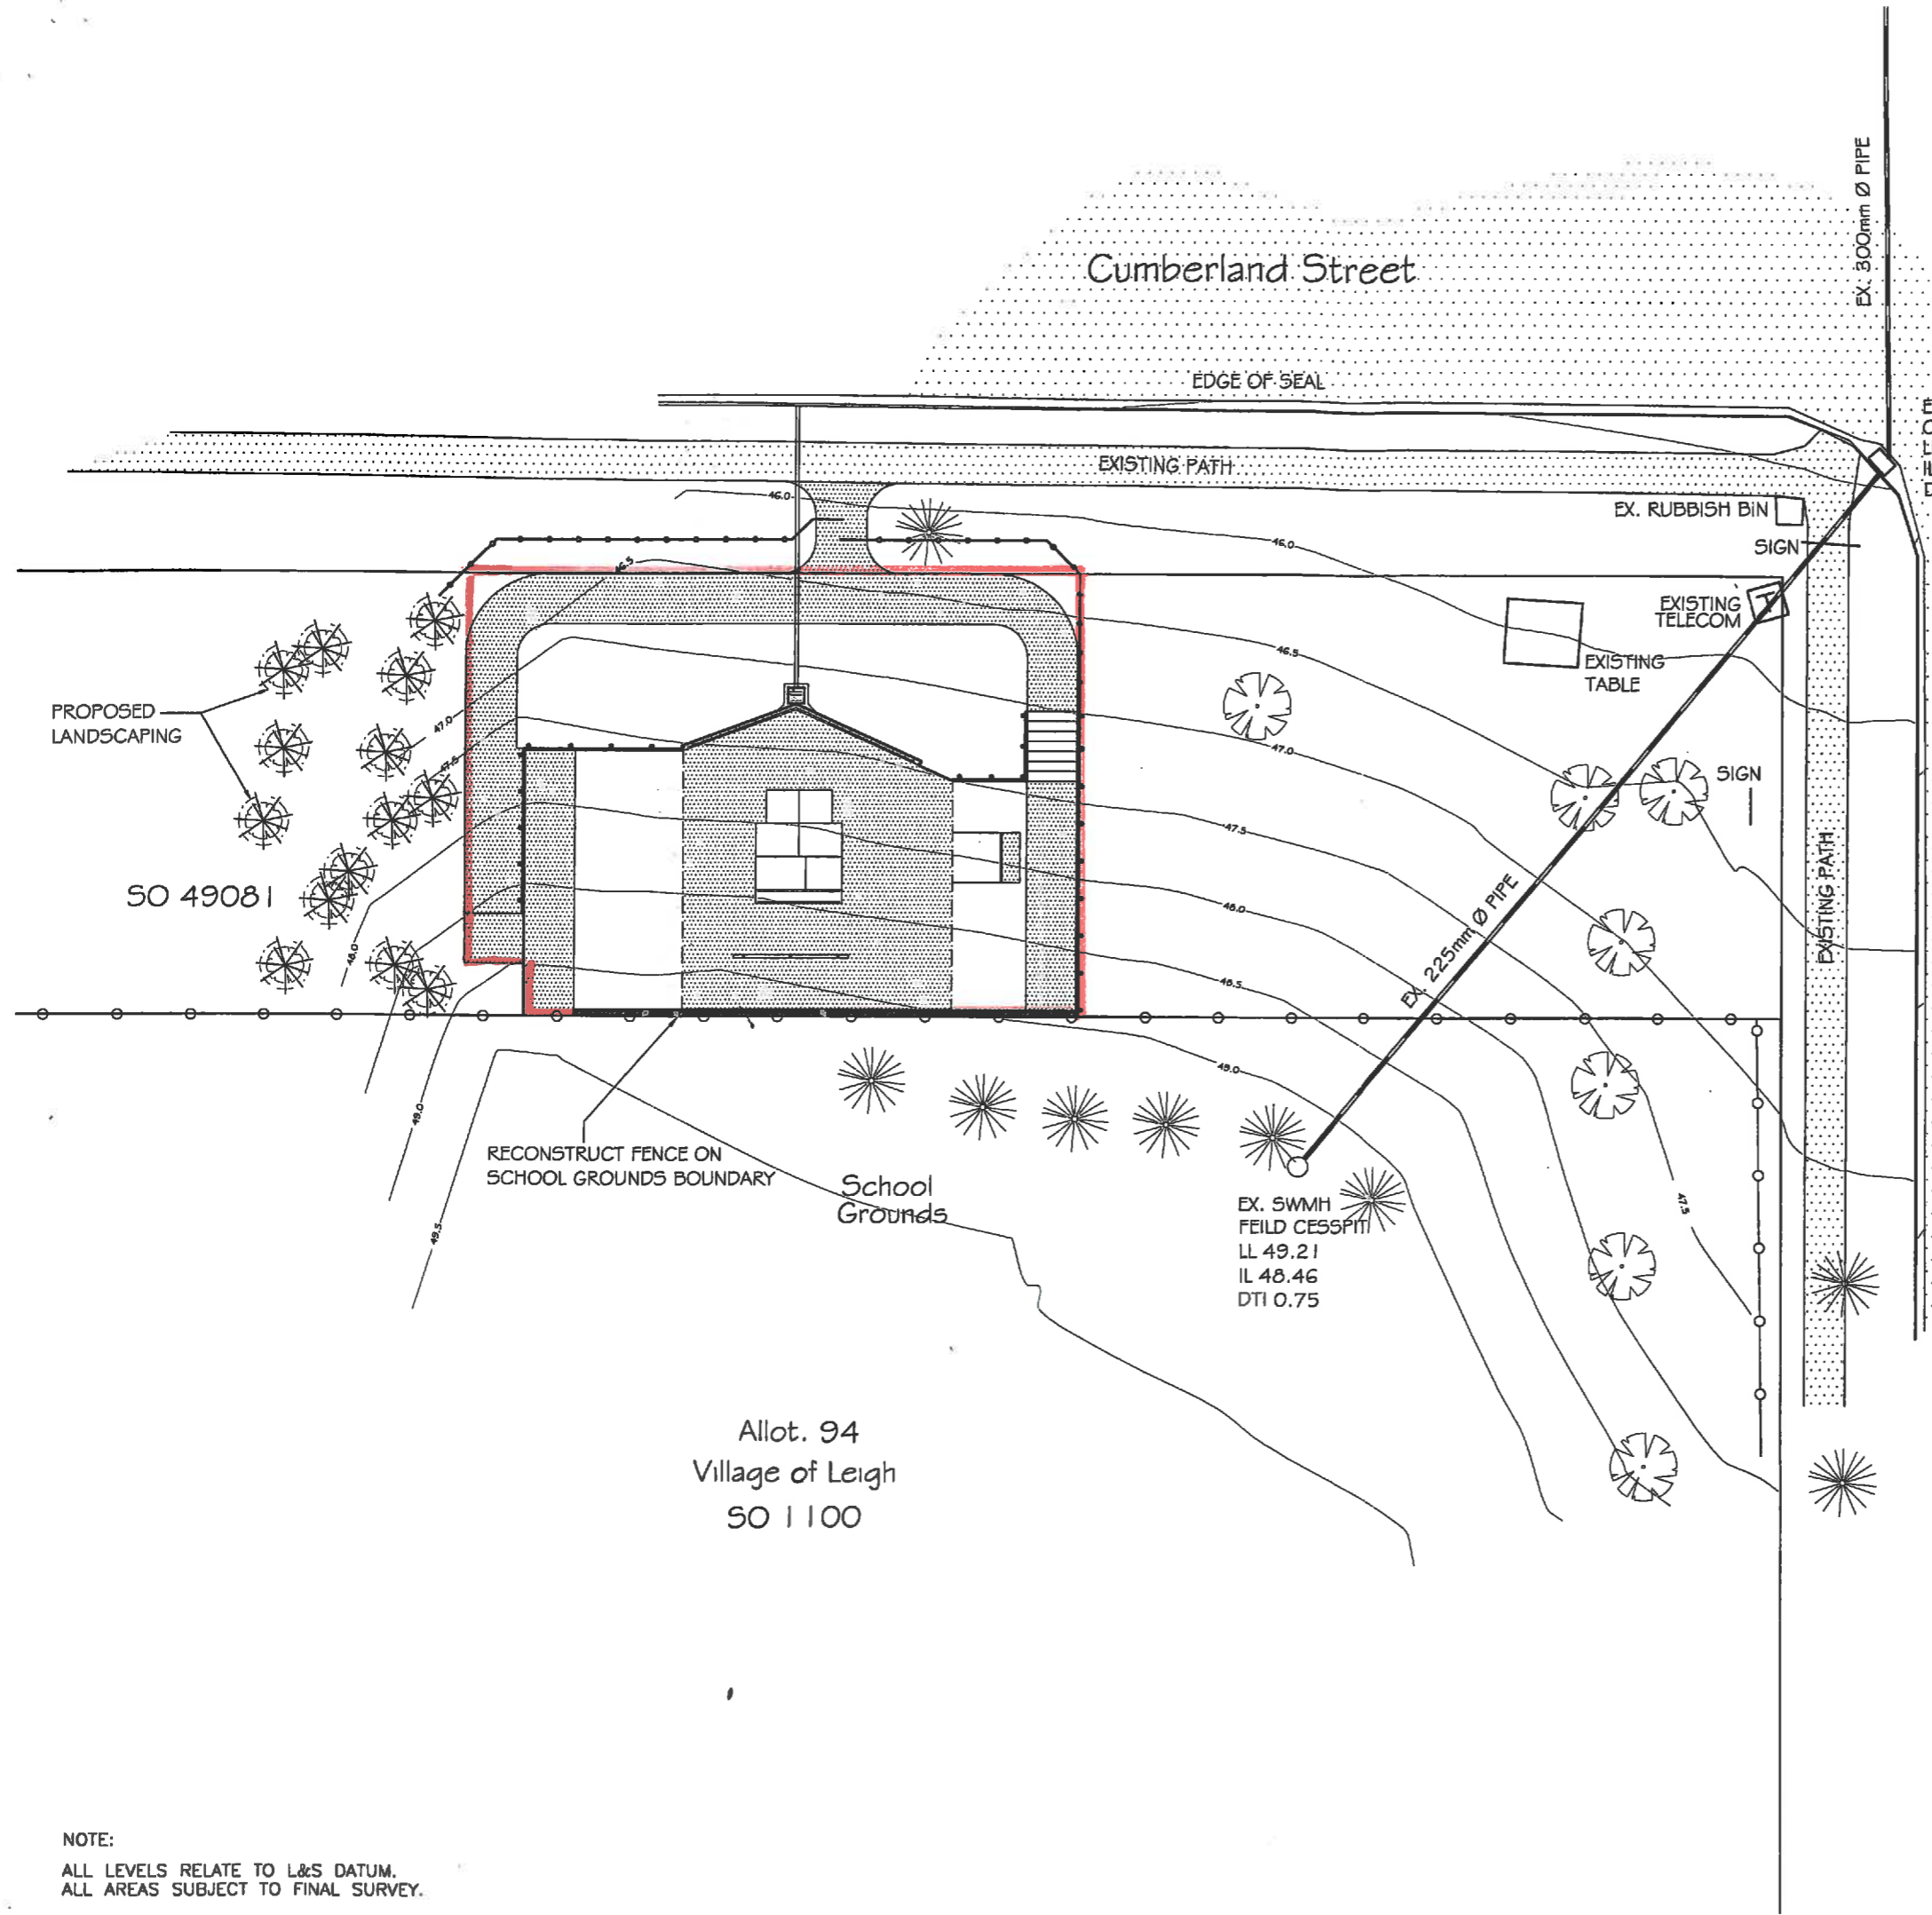 EX. 300mm Ø PIPE
Cumberland Street
EDGE OF SEAL
EXISTING PATH
EX. RUBBISH BIN
SIGN
46.0
46.0
46.5
EXISTING
TELECOM
T
EXISTING
TABLE
46.5
PROPOSED
LANDSCAPING
47.0
47.0
47.5
SIGN
47.5
EXISTING PATH
SO 49081
EX. 225mm Ø PIPE
48.0
48.0
48.5
49.0
49.0
RECONSTRUCT FENCE ON
SCHOOL GROUNDS BOUNDARY
School
Grounds
47.5
49.5
EX. SWMH
FEILD CESSPIT
LL 49.21
IL 48.46
DTI 0.75
Allot. 94
Village of Leigh
SO 1100
NOTE:
ALL LEVELS RELATE TO L&S DATUM.
ALL AREAS SUBJECT TO FINAL SURVEY.